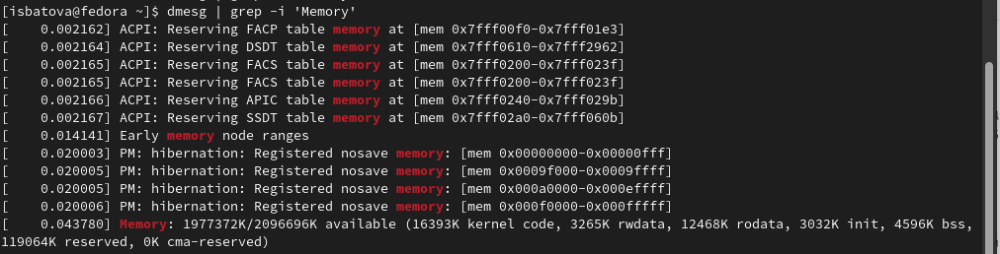 [isbatova@fedora ~]$ dmesg | grep -i 'Memory'
[    0.002162] ACPI: Reserving FACP table memory at [mem 0x7fff00f0-0x7fff01e3]
[    0.002164] ACPI: Reserving DSDT table memory at [mem 0x7fff0610-0x7fff2962]
[    0.002165] ACPI: Reserving FACS table memory at [mem 0x7fff0200-0x7fff023f]
[    0.002165] ACPI: Reserving FACS table memory at [mem 0x7fff0200-0x7fff023f]
[    0.002166] ACPI: Reserving APIC table memory at [mem 0x7fff0240-0x7fff029b]
[    0.002167] ACPI: Reserving SSDT table memory at [mem 0x7fff02a0-0x7fff060b]
[    0.014141] Early memory node ranges
[    0.020003] PM: hibernation: Registered nosave memory: [mem 0x00000000-0x00000fff]
[    0.020005] PM: hibernation: Registered nosave memory: [mem 0x0009f000-0x0009ffff]
[    0.020005] PM: hibernation: Registered nosave memory: [mem 0x000a0000-0x000effff]
[    0.020006] PM: hibernation: Registered nosave memory: [mem 0x000f0000-0x000fffff]
[    0.043780] Memory: 1977372K/2096696K available (16393K kernel code, 3265K rwdata, 12468K rodata, 3032K init, 4596K bss,
119064K reserved, 0K cma-reserved)